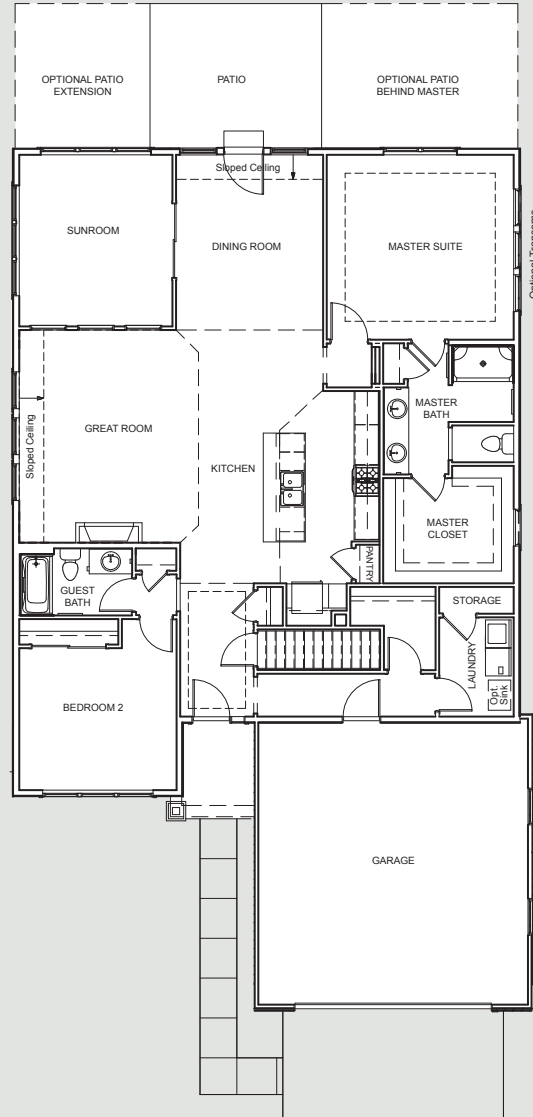 OPTIONAL PATIO
EXTENSION
PATIO
OPTIONAL PATIO
BEHIND MASTER
Sloped Ceiling
SUNROOM
DINING ROOM
MASTER SUITE
Optional Transoms
MASTER
BATH
GREAT ROOM
Sloped Ceiling
KITCHEN
MASTER
CLOSET
PANTRY
GUEST
BATH
STORAGE
LAUNDRY
Opt.
Sink
BEDROOM 2
GARAGE